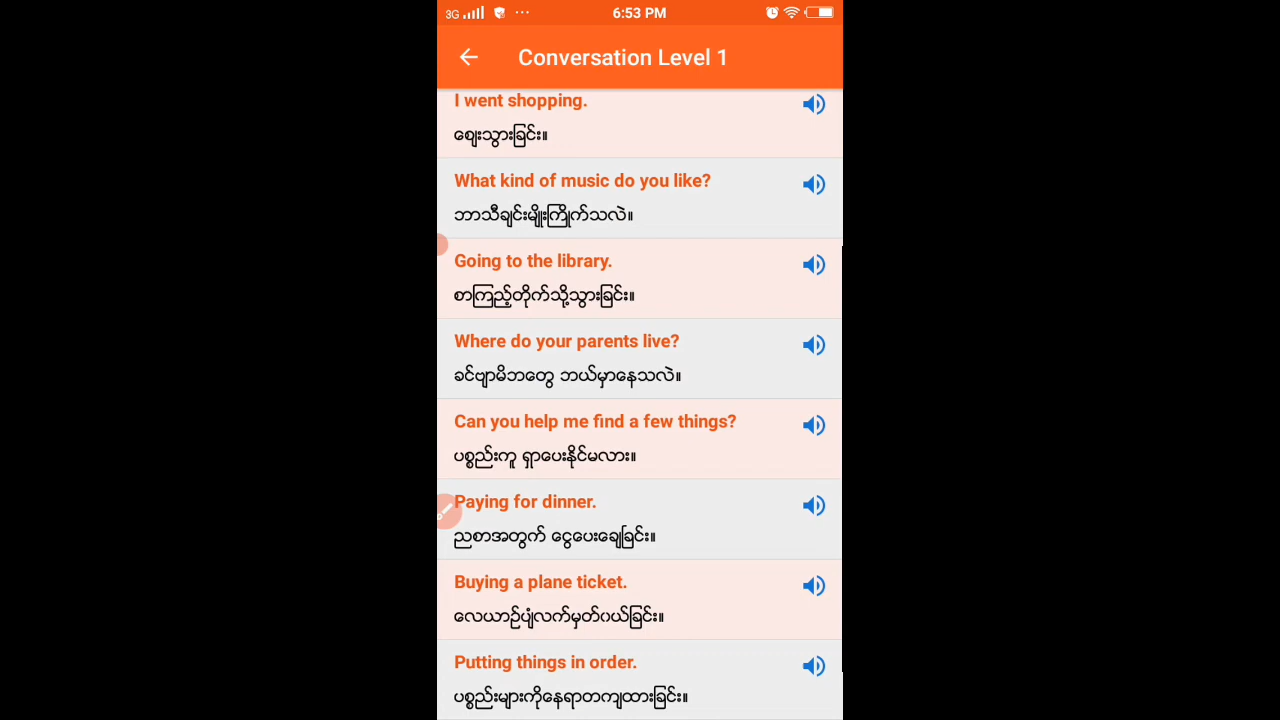 3G ... 6:53 PM
Conversation Level 1
I went shopping.
ဈေးသွားခြင်း။
What kind of music do you like?
ဘာသီချင်းမျိုးကြိုက်သလဲ။
Going to the library.
စာကြည့်တိုက်သို့သွားခြင်း။
Where do your parents live?
ခင်ဗျာမိဘတွေ ဘယ်မှာနေသလဲ။
Can you help me find a few things?
ပစ္စည်းကူ ရှာပေးနိုင်မလား။
Paying for dinner.
ညစာအတွက် ငွေပေးချေခြင်း။
Buying a plane ticket.
လေယာဉ်ပျံလက်မှတ်ဝယ်ခြင်း။
Putting things in order.
ပစ္စည်းများကိုနေရာတကျထားခြင်း။